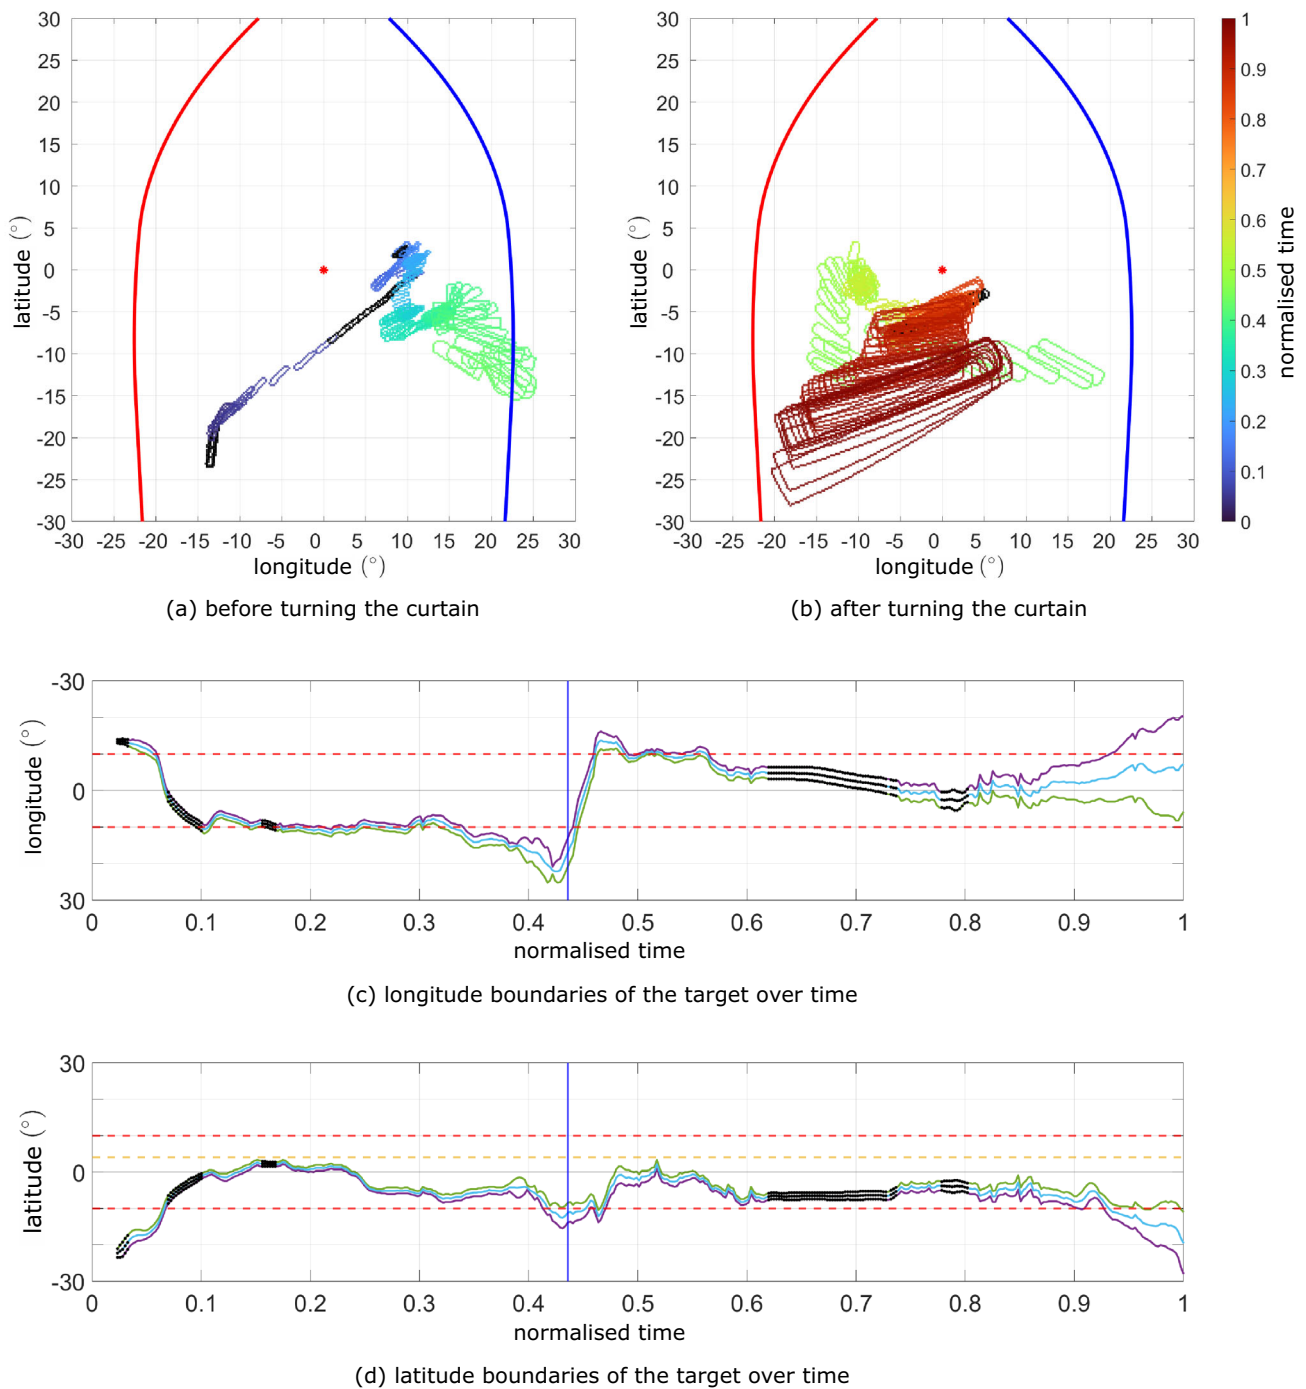 30
25
20
15
10
5
0
-5
-10
-15
-20
-25
-30
latitude (°)
-30 -25 -20 -15 -10 -5 0 5 10 15 20 25 30
longitude (°)
(a) before turning the curtain
30
25
20
15
10
5
0
-5
-10
-15
-20
-25
-30
latitude (°)
-30 -25 -20 -15 -10 -5 0 5 10 15 20 25 30
longitude (°)
(b) after turning the curtain
1
0.9
0.8
0.7
0.6
0.5
0.4
0.3
0.2
0.1
0
normalised time
-30
0
30
longitude (°)
0 0.1 0.2 0.3 0.4 0.5 0.6 0.7 0.8 0.9 1
normalised time
(c) longitude boundaries of the target over time
30
0
-30
latitude (°)
0 0.1 0.2 0.3 0.4 0.5 0.6 0.7 0.8 0.9 1
normalised time
(d) latitude boundaries of the target over time